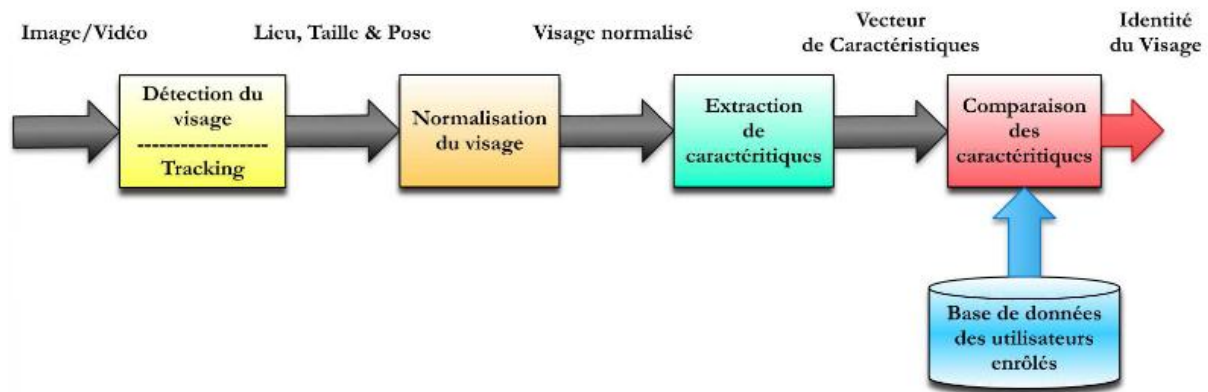 Image/Vidéo
Lieu, Taille & Pose
Visage normalisé
Vecteur
de Caractéristiques
Identité
du Visage
Détection du
visage
------------------
Tracking
Normalisation
du visage
Extraction
de
caractéritiques
Comparaison
des
caractéritiques
Base de données
des utilisateurs
enrôlés